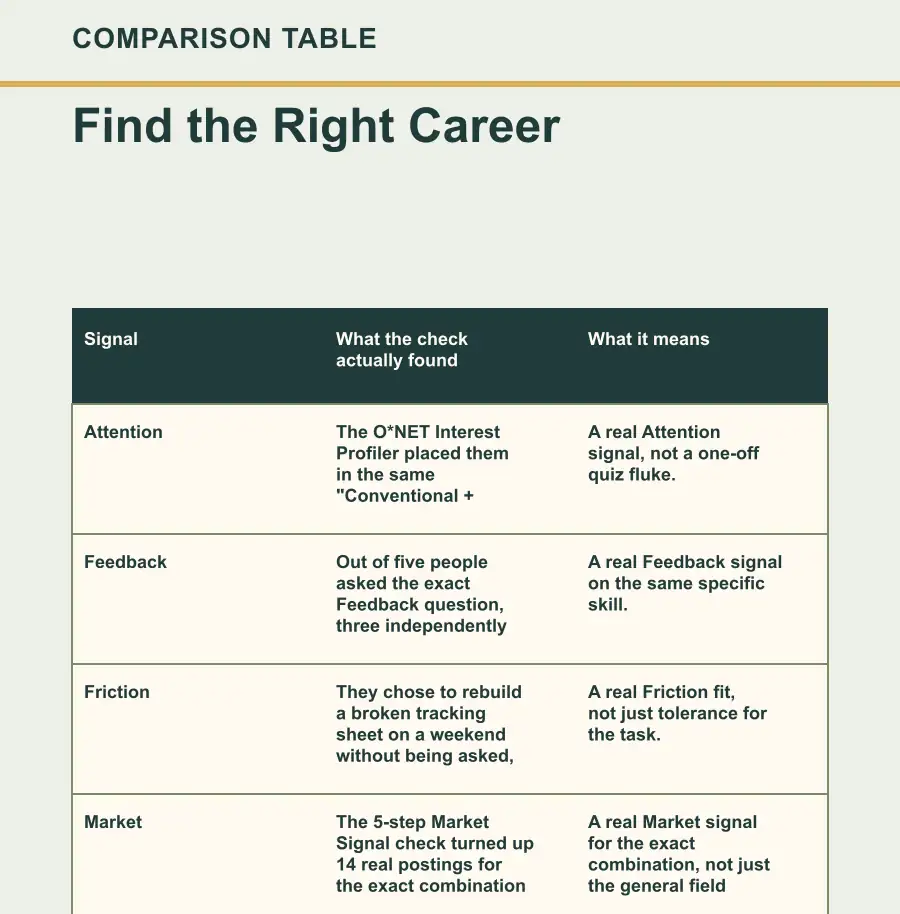 COMPARISON TABLE
Find the Right Career
Signal
What the check
actually found
What it means
Attention
The O*NET Interest
Profiler placed them
in the same
"Conventional +
A real Attention
signal, not a one-off
quiz fluke.
Feedback
Out of five people
asked the exact
Feedback question,
three independently
A real Feedback signal
on the same specific
skill.
Friction
They chose to rebuild
a broken tracking
sheet on a weekend
without being asked,
A real Friction fit,
not just tolerance for
the task.
Market
The 5-step Market
Signal check turned up
14 real postings for
the exact combination
A real Market signal
for the exact
combination, not just
the general field